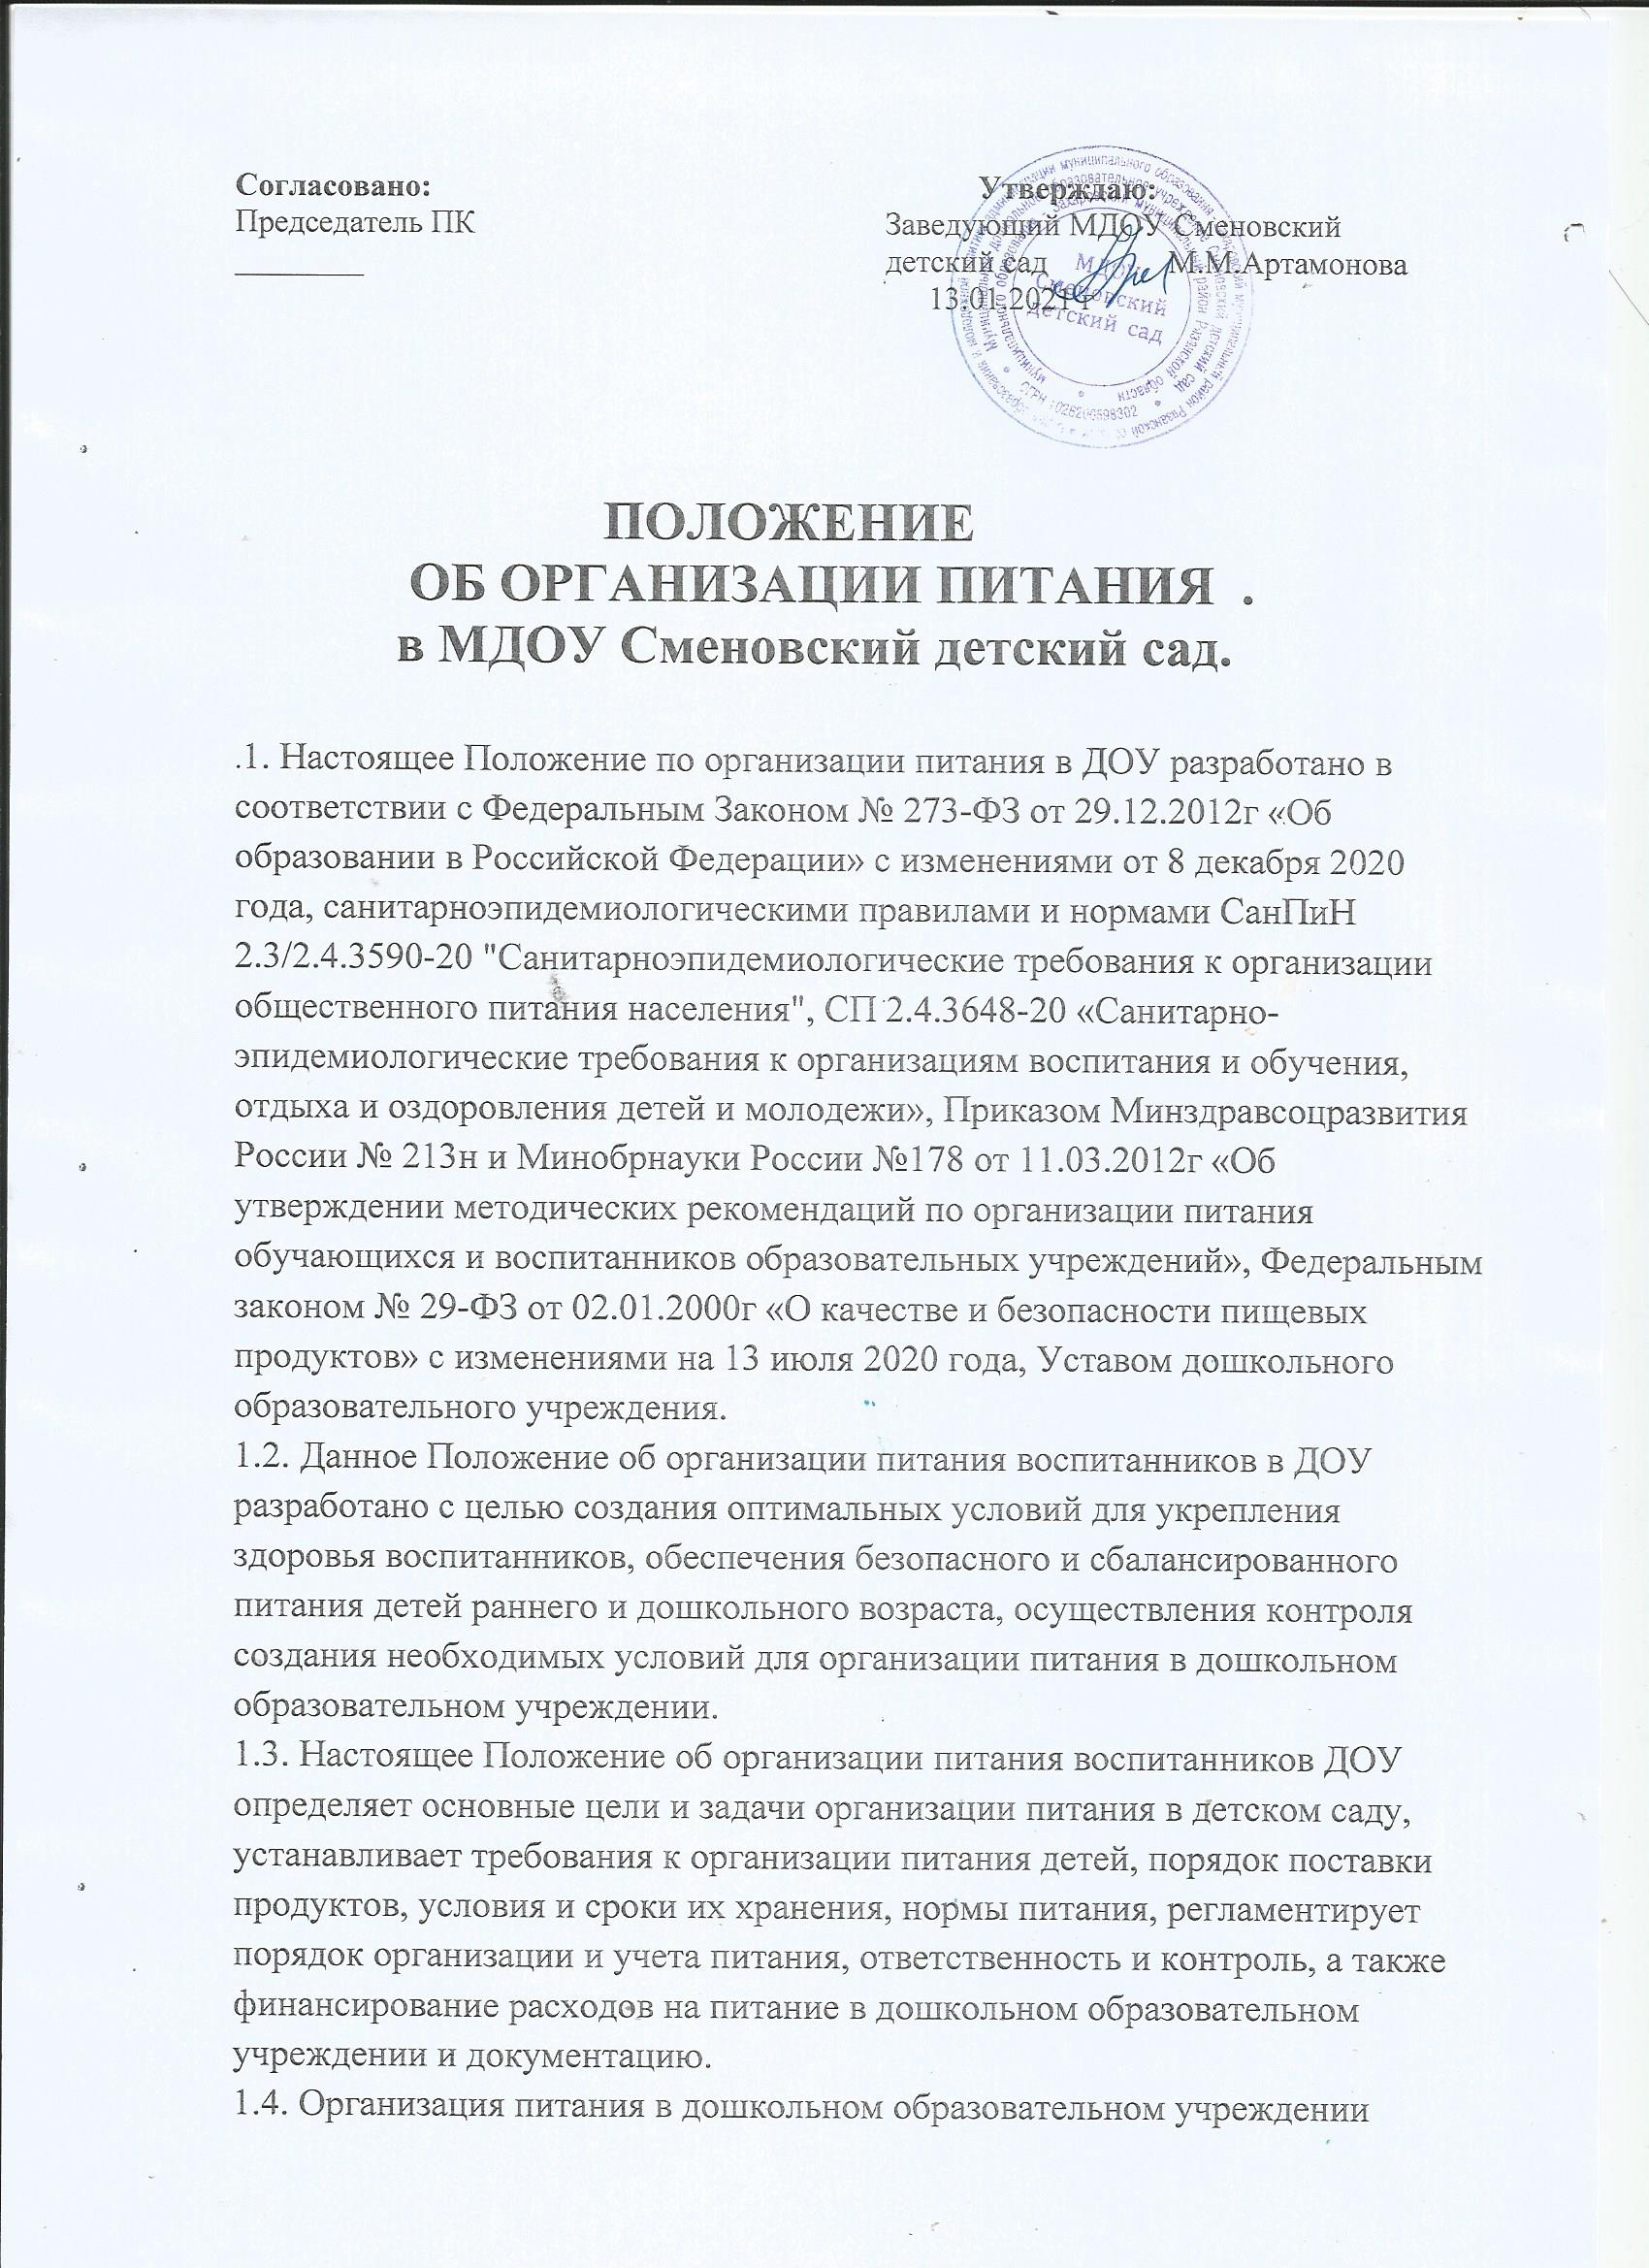 Согласовано:
Председатель ПК
Утверждаю:
Заведующий МДОУ Сменовский
детский сад М.М.Артамонова
13.01.2021г
МДОУ
Сменовский
детский сад
ПОЛОЖЕНИЕ
ОБ ОРГАНИЗАЦИИ ПИТАНИЯ .
в МДОУ Сменовский детский сад.
.1. Настоящее Положение по организации питания в ДОУ разработано в
соответствии с Федеральным Законом № 273-ФЗ от 29.12.2012г «Об
образовании в Российской Федерации» с изменениями от 8 декабря 2020
года, санитарноэпидемиологическими правилами и нормами СанПиН
2.3/2.4.3590-20 "Санитарноэпидемиологические требования к организации
общественного питания населения", СП 2.4.3648-20 «Санитарно-
эпидемиологические требования к организациям воспитания и обучения,
отдыха и оздоровления детей и молодежи», Приказом Минздравсоцразвития
России № 213н и Минобрнауки России №178 от 11.03.2012г «Об
утверждении методических рекомендаций по организации питания
обучающихся и воспитанников образовательных учреждений», Федеральным
законом № 29-ФЗ от 02.01.2000г «О качестве и безопасности пищевых
продуктов» с изменениями на 13 июля 2020 года, Уставом дошкольного
образовательного учреждения.
1.2. Данное Положение об организации питания воспитанников в ДОУ
разработано с целью создания оптимальных условий для укрепления
здоровья воспитанников, обеспечения безопасного и сбалансированного
питания детей раннего и дошкольного возраста, осуществления контроля
создания необходимых условий для организации питания в дошкольном
образовательном учреждении.
1.3. Настоящее Положение об организации питания воспитанников ДОУ
определяет основные цели и задачи организации питания в детском саду,
устанавливает требования к организации питания детей, порядок поставки
продуктов, условия и сроки их хранения, нормы питания, регламентирует
порядок организации и учета питания, ответственность и контроль, а также
финансирование расходов на питание в дошкольном образовательном
учреждении и документацию.
1.4. Организация питания в дошкольном образовательном учреждении